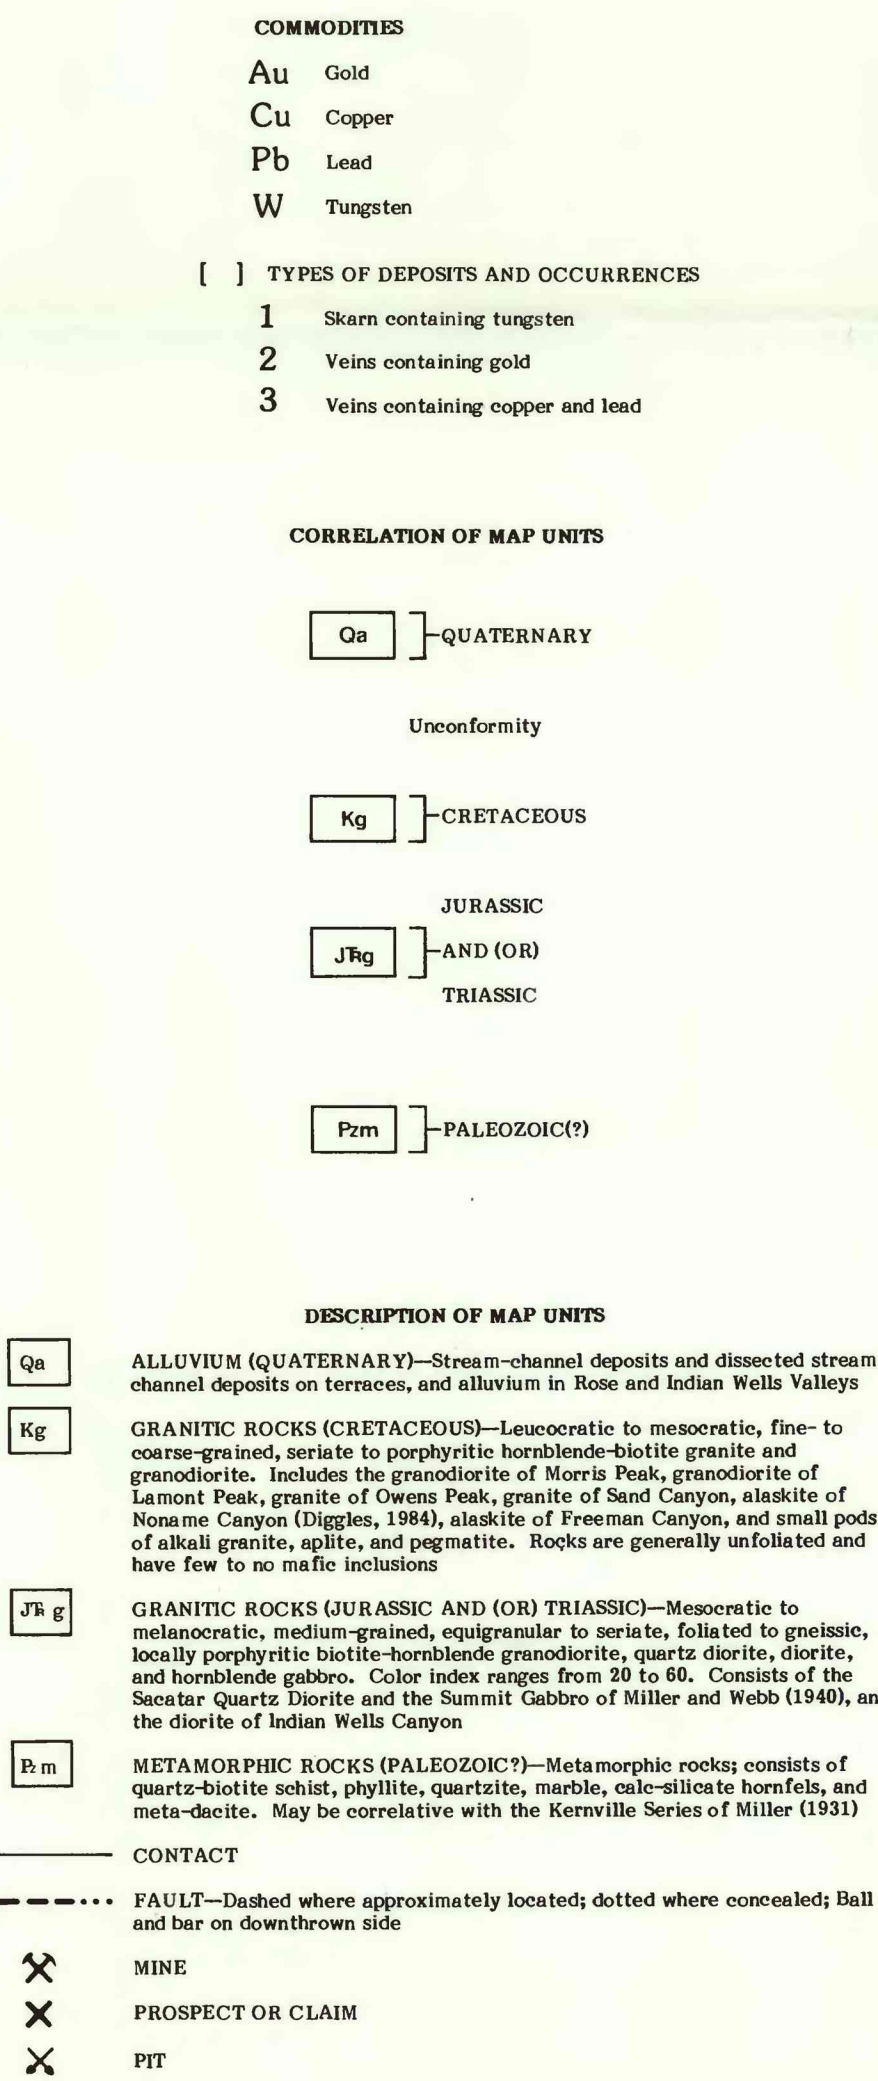 COMMODITIES
Au Gold
Cu Copper
Pb Lead
W Tungsten
[ ] TYPES OF DEPOSITS AND OCCURRENCES
1 Skarn containing tungsten
2 Veins containing gold
3 Veins containing copper and lead
CORRELATION OF MAP UNITS
Qa QUATERNARY
Unconformity
Kg CRETACEOUS
JURASSIC
JTRg AND (OR)
TRIASSIC
Pzm PALEOZOIC(?)
DESCRIPTION OF MAP UNITS
Qa ALLUVIUM (QUATERNARY)—Stream-channel deposits and dissected stream
channel deposits on terraces, and alluvium in Rose and Indian Wells Valleys
Kg GRANITIC ROCKS (CRETACEOUS)—Leucocratic to mesocratic, fine- to
coarse-grained, seriate to porphyritic hornblende-biotite granite and
granodiorite. Includes the granodiorite of Morris Peak, granodiorite of
Lamont Peak, granite of Owens Peak, granite of Sand Canyon, alaskite of
Noname Canyon (Diggles, 1984), alaskite of Freeman Canyon, and small pods
of alkali granite, aplite, and pegmatite. Rocks are generally unfoliated and
have few to no mafic inclusions
JTR g GRANITIC ROCKS (JURASSIC AND (OR) TRIASSIC)—Mesocratic to
melanocratic, medium-grained, equigranular to seriate, foliated to gneissic,
locally porphyritic biotite-hornblende granodiorite, quartz diorite, diorite,
and hornblende gabbro. Color index ranges from 20 to 60. Consists of the
Sacatar Quartz Diorite and the Summit Gabbro of Miller and Webb (1940), an
the diorite of Indian Wells Canyon
Pz m METAMORPHIC ROCKS (PALEOZOIC?)—Metamorphic rocks; consists of
quartz-biotite schist, phyllite, quartzite, marble, calc-silicate hornfels, and
meta-dacite. May be correlative with the Kernville Series of Miller (1931)
CONTACT
FAULT—Dashed where approximately located; dotted where concealed; Ball
and bar on downthrown side
MINE
PROSPECT OR CLAIM
PIT